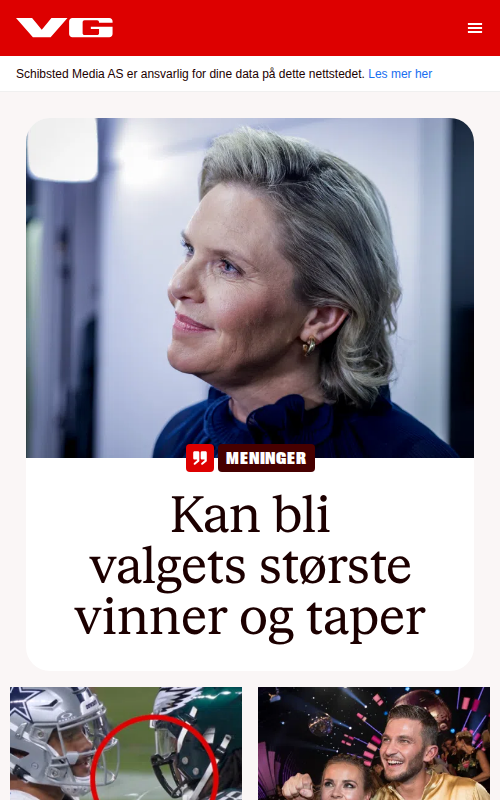 VG
Schibsted Media AS er ansvarlig for dine data på dette nettstedet. Les mer her
MENINGER
Kan bli
valgets største
vinner og taper